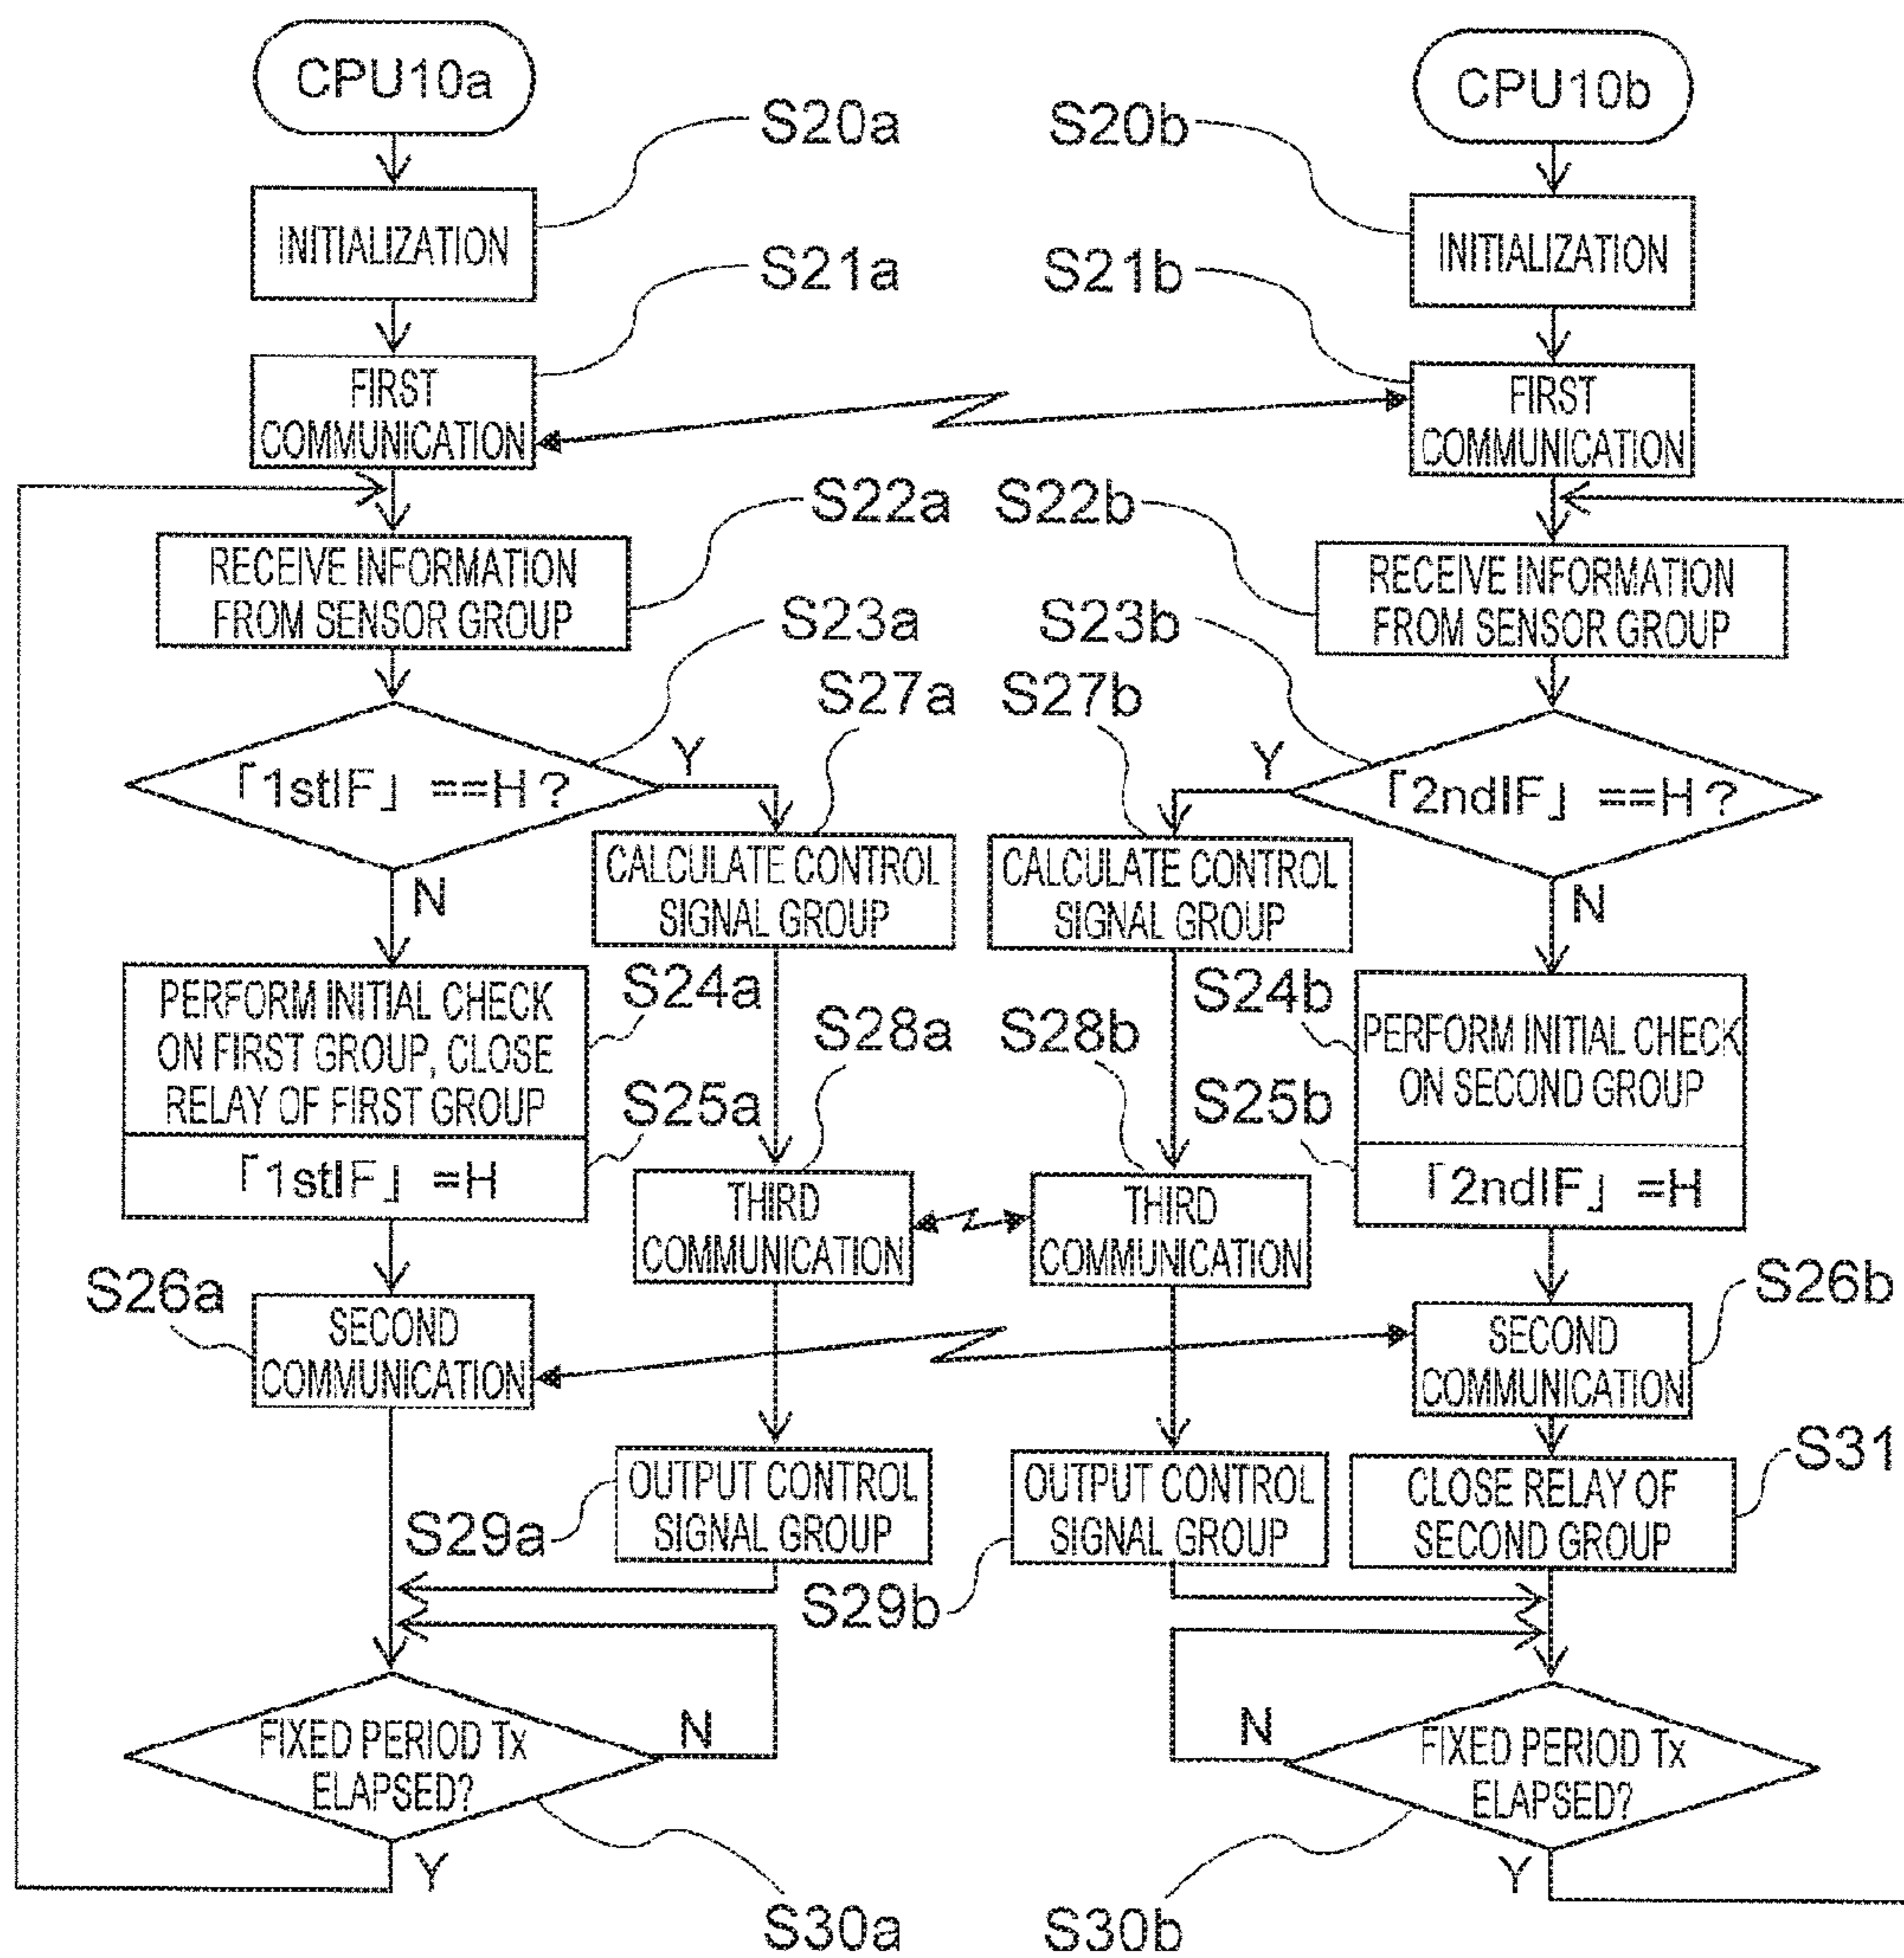 CPU10a
CPU10b
S20a
S20b
INITIALIZATION
INITIALIZATION
S21a
S21b
FIRST
COMMUNICATION
FIRST
COMMUNICATION
S22a
S22b
RECEIVE INFORMATION
FROM SENSOR GROUP
RECEIVE INFORMATION
FROM SENSOR GROUP
S23a
S23b
S27a
S27b
「1stIF」 ==H ?
Y
Y
「2ndIF」 ==H ?
N
CALCULATE CONTROL
SIGNAL GROUP
CALCULATE CONTROL
SIGNAL GROUP
N
PERFORM INITIAL CHECK
ON FIRST GROUP, CLOSE
RELAY OF FIRST GROUP
S24a
S24b
PERFORM INITIAL CHECK
ON SECOND GROUP
S28a
S28b
S25a
S25b
「1stIF」 =H
「2ndIF」 =H
THIRD
COMMUNICATION
THIRD
COMMUNICATION
S26a
S26b
SECOND
COMMUNICATION
SECOND
COMMUNICATION
S29a
OUTPUT CONTROL
SIGNAL GROUP
OUTPUT CONTROL
SIGNAL GROUP
S29b
CLOSE RELAY OF
SECOND GROUP
S31
FIXED PERIOD Tx
ELAPSED?
N
N
FIXED PERIOD Tx
ELAPSED?
Y
Y
S30a
S30b